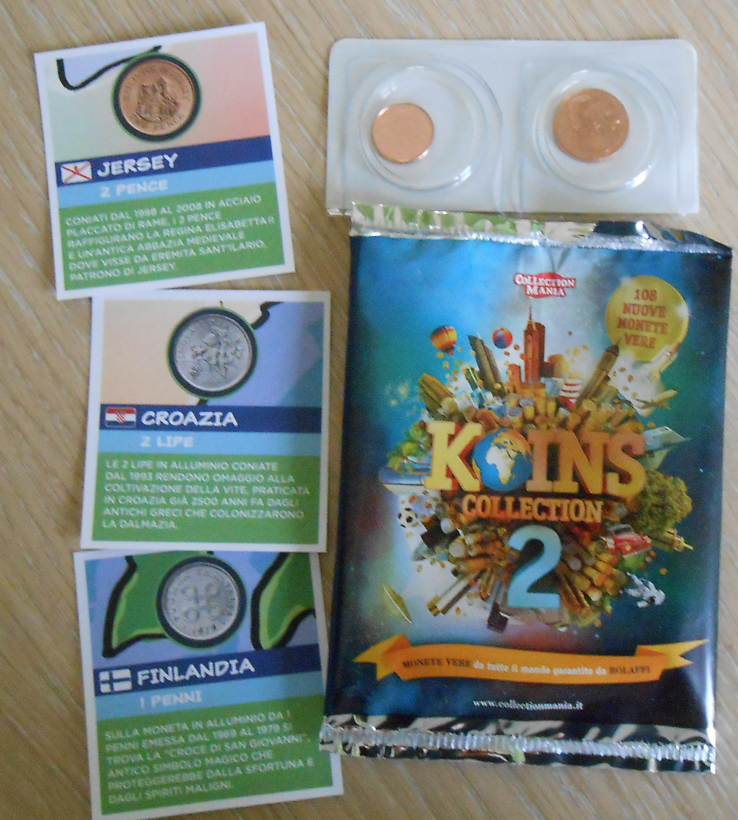 JERSEY
2 PENCE
CONIATI DAL 1998 AL 2008 IN ACCIAIO
PLACCATO DI RAME, I 2 PENCE
RAFFIGURANO LA REGINA ELISABETTA II
E UN'ANTICA ABBAZIA MEDIEVALE
DOVE VISSE DA EREMITA SANT'ILARIO,
PATRONO DI JERSEY.
CROAZIA
2 LIPE
LE 2 LIPE IN ALLUMINIO CONIATE
DAL 1993 RENDONO OMAGGIO ALLA
COLTIVAZIONE DELLA VITE, PRATICATA
IN CROAZIA GIÀ 2500 ANNI FA DAGLI
ANTICHI GRECI CHE COLONIZZARONO
LA DALMAZIA.
FINLANDIA
1 PENNI
SULLA MONETA IN ALLUMINIO DA 1
PENNI EMESSA DAL 1969 AL 1979 SI
TROVA LA "CROCE DI SAN GIOVANNI",
ANTICO SIMBOLO MAGICO CHE
PROTEGGEREBBE DALLA SFORTUNA E
DAGLI SPIRITI MALIGNI.
COLLECTION
MANIA
108
NUOVE
MONETE
VERE
KOINS
COLLECTION
2
MONETE VERE da tutto il mondo garantite da BOLAFFI
www.collectionmania.it